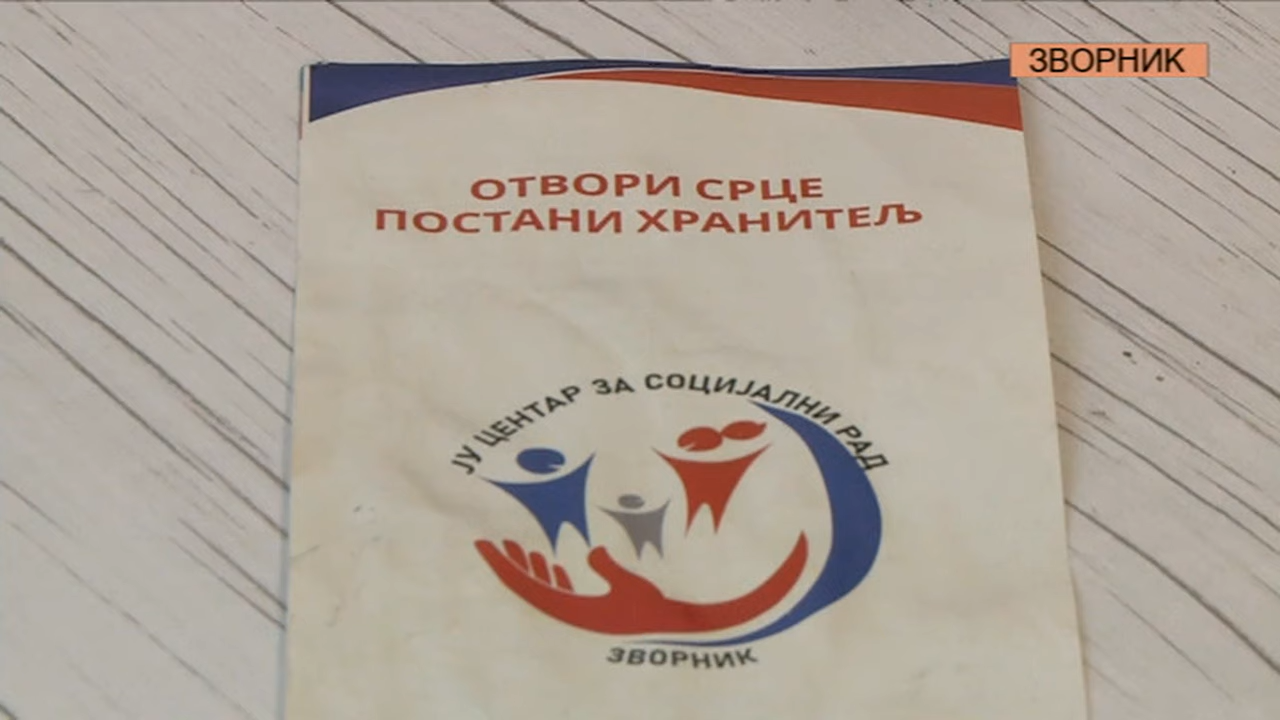 ЗВОРНИК
ОТВОРИ СРЦЕ
ПОСТАНИ ХРАНИТЕЉ
ЈУ ЦЕНТАР ЗА СОЦИЈАЛНИ РАД
ЗВОРНИК